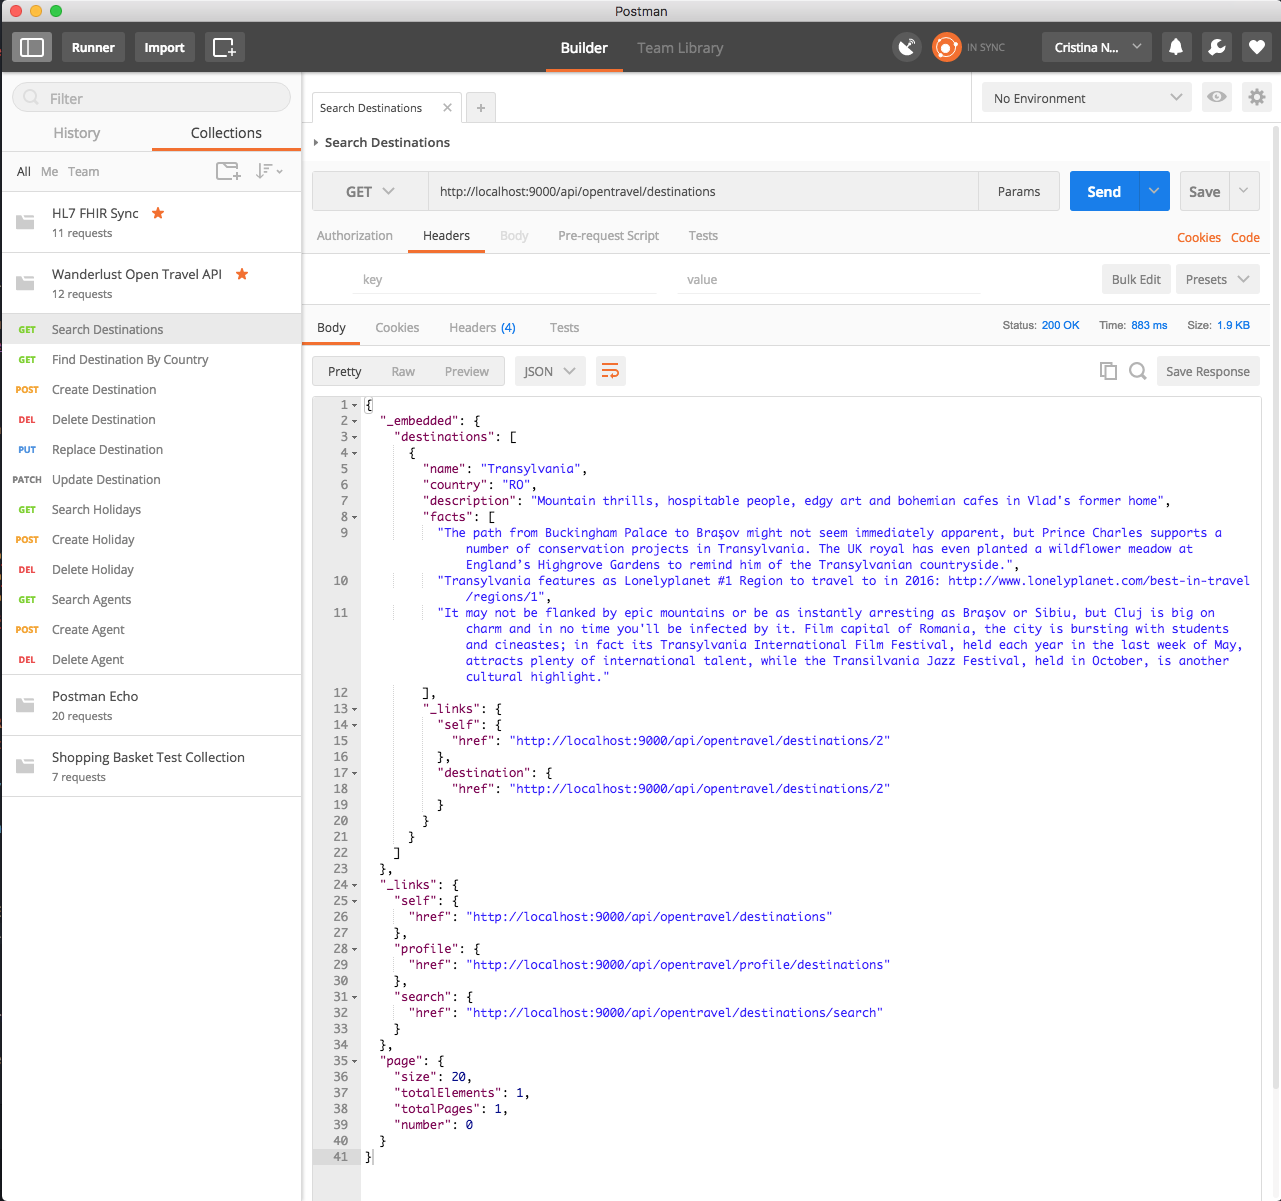 Postman
Runner
Import
Builder
Team Library
IN SYNC
Cristina N...
Filter
History
Collections
All Me Team
HL7 FHIR Sync
11 requests
Wanderlust Open Travel API
12 requests
GET Search Destinations
GET Find Destination By Country
POST Create Destination
DEL Delete Destination
PUT Replace Destination
PATCH Update Destination
GET Search Holidays
POST Create Holiday
DEL Delete Holiday
GET Search Agents
POST Create Agent
DEL Delete Agent
Postman Echo
20 requests
Shopping Basket Test Collection
7 requests
Search Destinations
No Environment
Search Destinations
GET http://localhost:9000/api/opentravel/destinations Params Send Save
Authorization Headers Body Pre-request Script Tests Cookies Code
key value Bulk Edit Presets
Body Cookies Headers (4) Tests Status: 200 OK Time: 883 ms Size: 1.9 KB
Pretty Raw Preview JSON Save Response
1 {
2 "_embedded": {
3 "destinations": [
4 {
5 "name": "Transylvania",
6 "country": "RO",
7 "description": "Mountain thrills, hospitable people, edgy art and bohemian cafes in Vlad's former home",
8 "facts": [
9 "The path from Buckingham Palace to Braşov might not seem immediately apparent, but Prince Charles supports a
number of conservation projects in Transylvania. The UK royal has even planted a wildflower meadow at
England’s Highgrove Gardens to remind him of the Transylvanian countryside.",
10 "Transylvania features as Lonelyplanet #1 Region to travel to in 2016: http://www.lonelyplanet.com/best-in-travel
/regions/1",
11 "It may not be flanked by epic mountains or be as instantly arresting as Braşov or Sibiu, but Cluj is big on
charm and in no time you'll be infected by it. Film capital of Romania, the city is bursting with students
and cineastes; in fact its Transylvania International Film Festival, held each year in the last week of May,
attracts plenty of international talent, while the Transilvania Jazz Festival, held in October, is another
cultural highlight."
12 ],
13 "_links": {
14 "self": {
15 "href": "http://localhost:9000/api/opentravel/destinations/2"
16 },
17 "destination": {
18 "href": "http://localhost:9000/api/opentravel/destinations/2"
19 }
20 }
21 }
22 ]
23 },
24 "_links": {
25 "self": {
26 "href": "http://localhost:9000/api/opentravel/destinations"
27 },
28 "profile": {
29 "href": "http://localhost:9000/api/opentravel/profile/destinations"
30 },
31 "search": {
32 "href": "http://localhost:9000/api/opentravel/destinations/search"
33 }
34 },
35 "page": {
36 "size": 20,
37 "totalElements": 1,
38 "totalPages": 1,
39 "number": 0
40 }
41 }